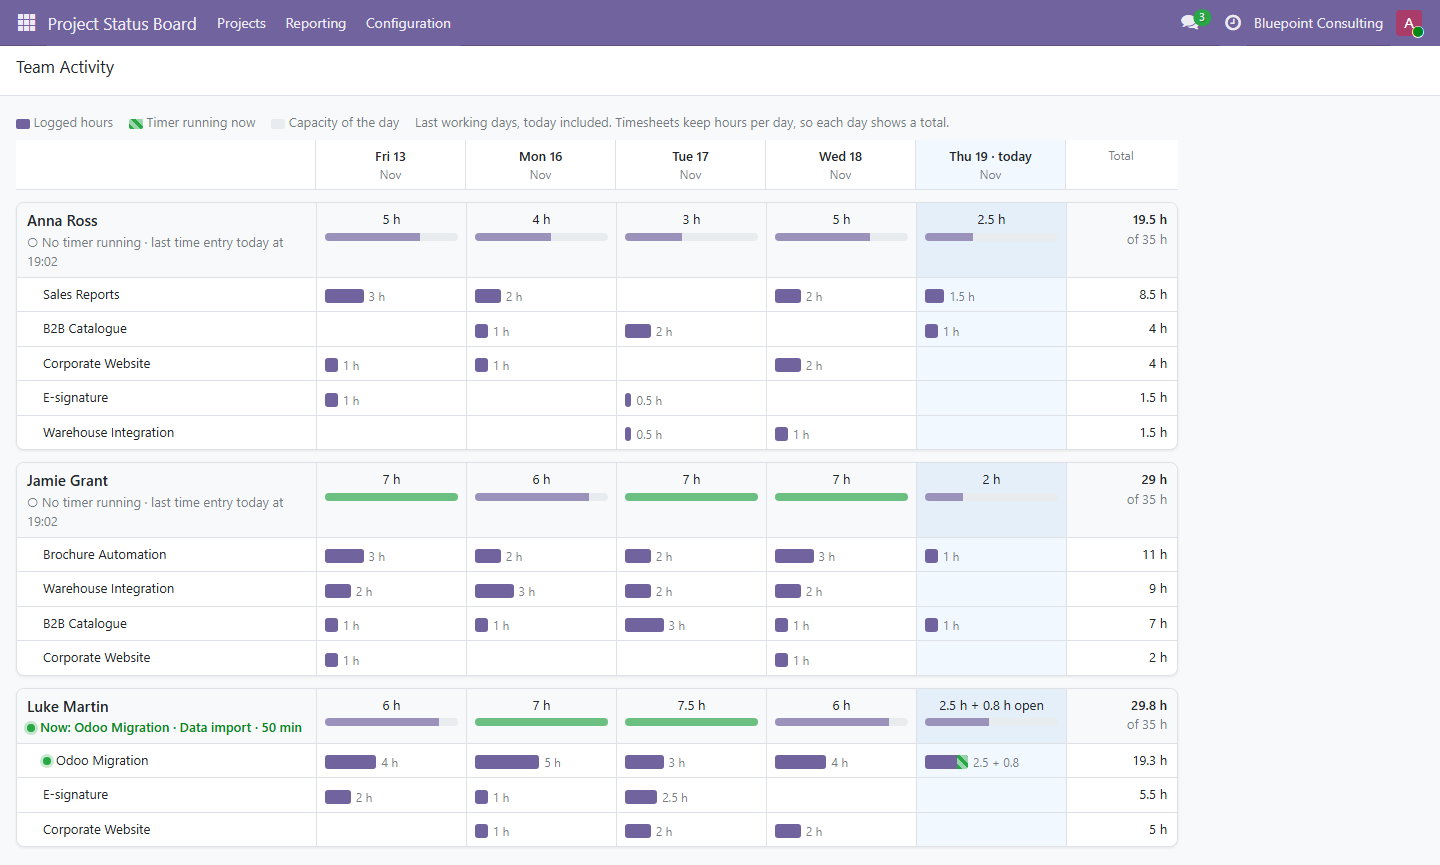 Project Status Board Projects Reporting Configuration 3 Bluepoint Consulting A
Team Activity
Logged hours Timer running now Capacity of the day Last working days, today included. Timesheets keep hours per day, so each day shows a total.
Fri 13 Mon 16 Tue 17 Wed 18 Thu 19 · today Total
Nov Nov Nov Nov Nov
Anna Ross 5 h 4 h 3 h 5 h 2.5 h 19.5 h
No timer running · last time entry today at of 35 h
19:02
Sales Reports 3 h 2 h 2 h 1.5 h 8.5 h
B2B Catalogue 1 h 2 h 1 h 4 h
Corporate Website 1 h 1 h 2 h 4 h
E-signature 1 h 0.5 h 1.5 h
Warehouse Integration 0.5 h 1 h 1.5 h
Jamie Grant 7 h 6 h 7 h 7 h 2 h 29 h
No timer running · last time entry today at of 35 h
19:02
Brochure Automation 3 h 2 h 2 h 3 h 1 h 11 h
Warehouse Integration 2 h 3 h 2 h 2 h 9 h
B2B Catalogue 1 h 1 h 3 h 1 h 1 h 7 h
Corporate Website 1 h 1 h 2 h
Luke Martin 6 h 7 h 7.5 h 6 h 2.5 h + 0.8 h open 29.8 h
Now: Odoo Migration · Data import · 50 min of 35 h
Odoo Migration 4 h 5 h 3 h 4 h 2.5 + 0.8 19.3 h
E-signature 2 h 1 h 2.5 h 5.5 h
Corporate Website 1 h 2 h 2 h 5 h